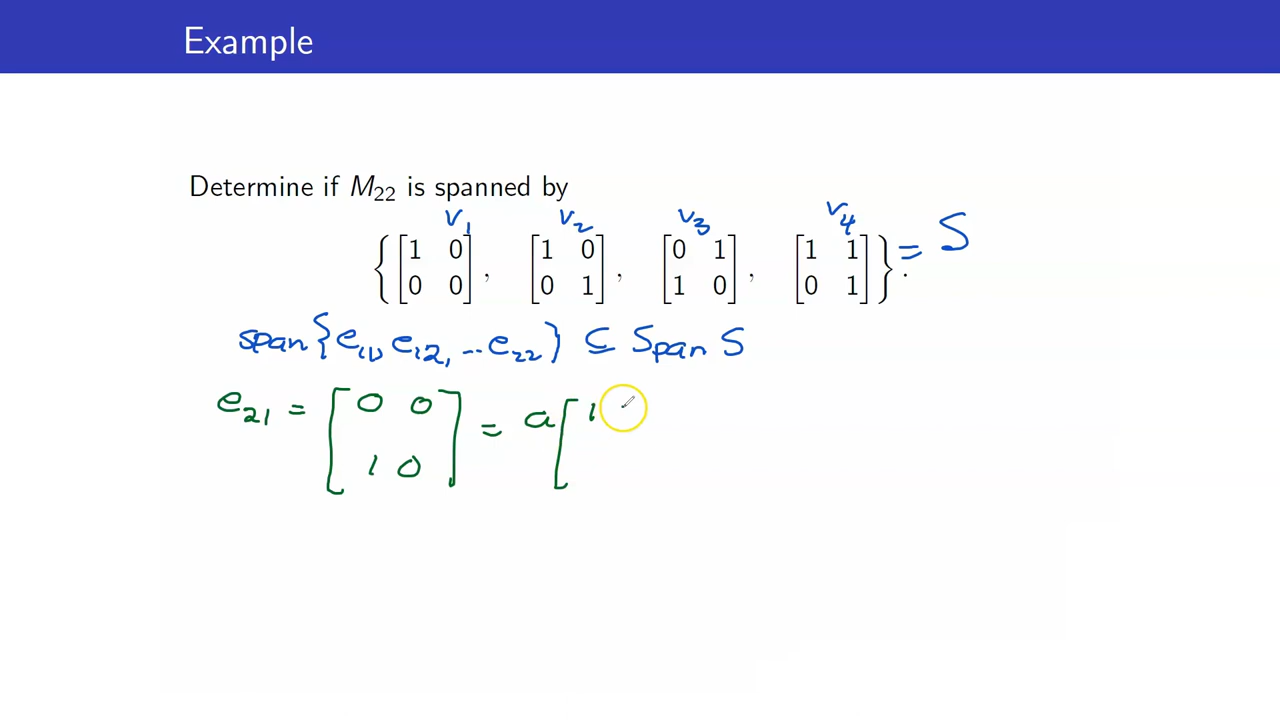 Example
Determine if M₂₂ is spanned by
v₁ v₂ v₃ v₄
{[1 0; 0 0], [1 0; 0 1], [0 1; 1 0], [1 1; 0 1]}. = S
span{e₁₁, e₁₂, ... e₂₂} ⊆ Span S
e₂₁ = [0 0; 1 0] = a[1